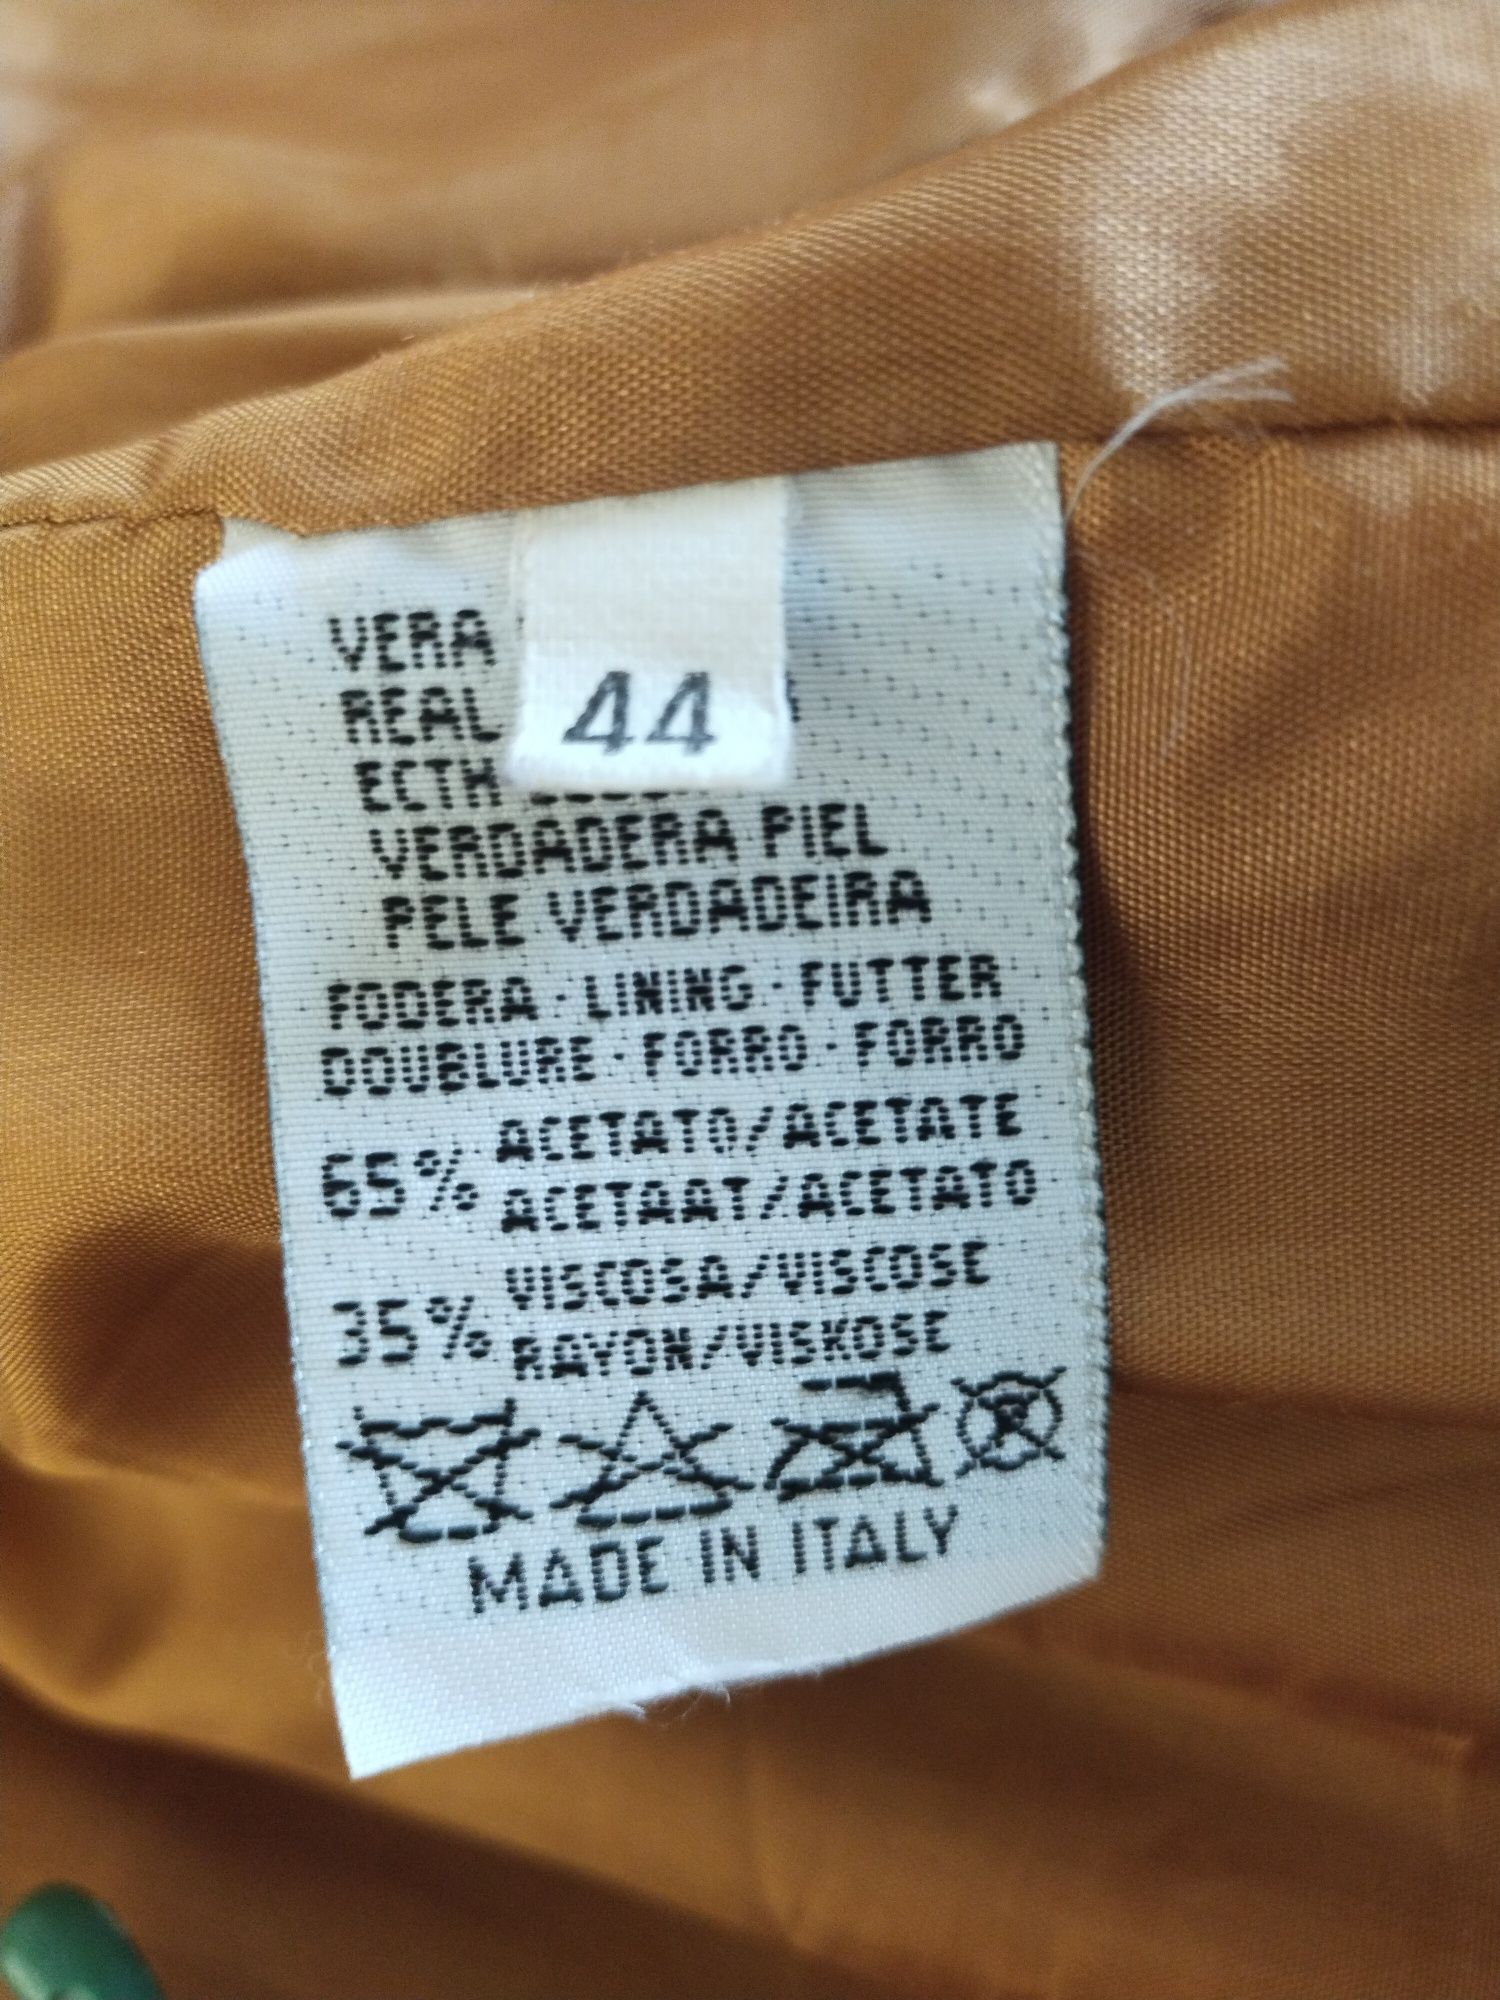 VERA
REAL
44
VERDADERA PIEL
PELE VERDADEIRA
FODERA · LINING · FUTTER
DOUBLURE · FORRO · FORRO
65% ACETATO/ACETATE
ACETAAT/ACETATO
35% VISCOSA/VISCOSE
RAYON/VISKOSE
MADE IN ITALY